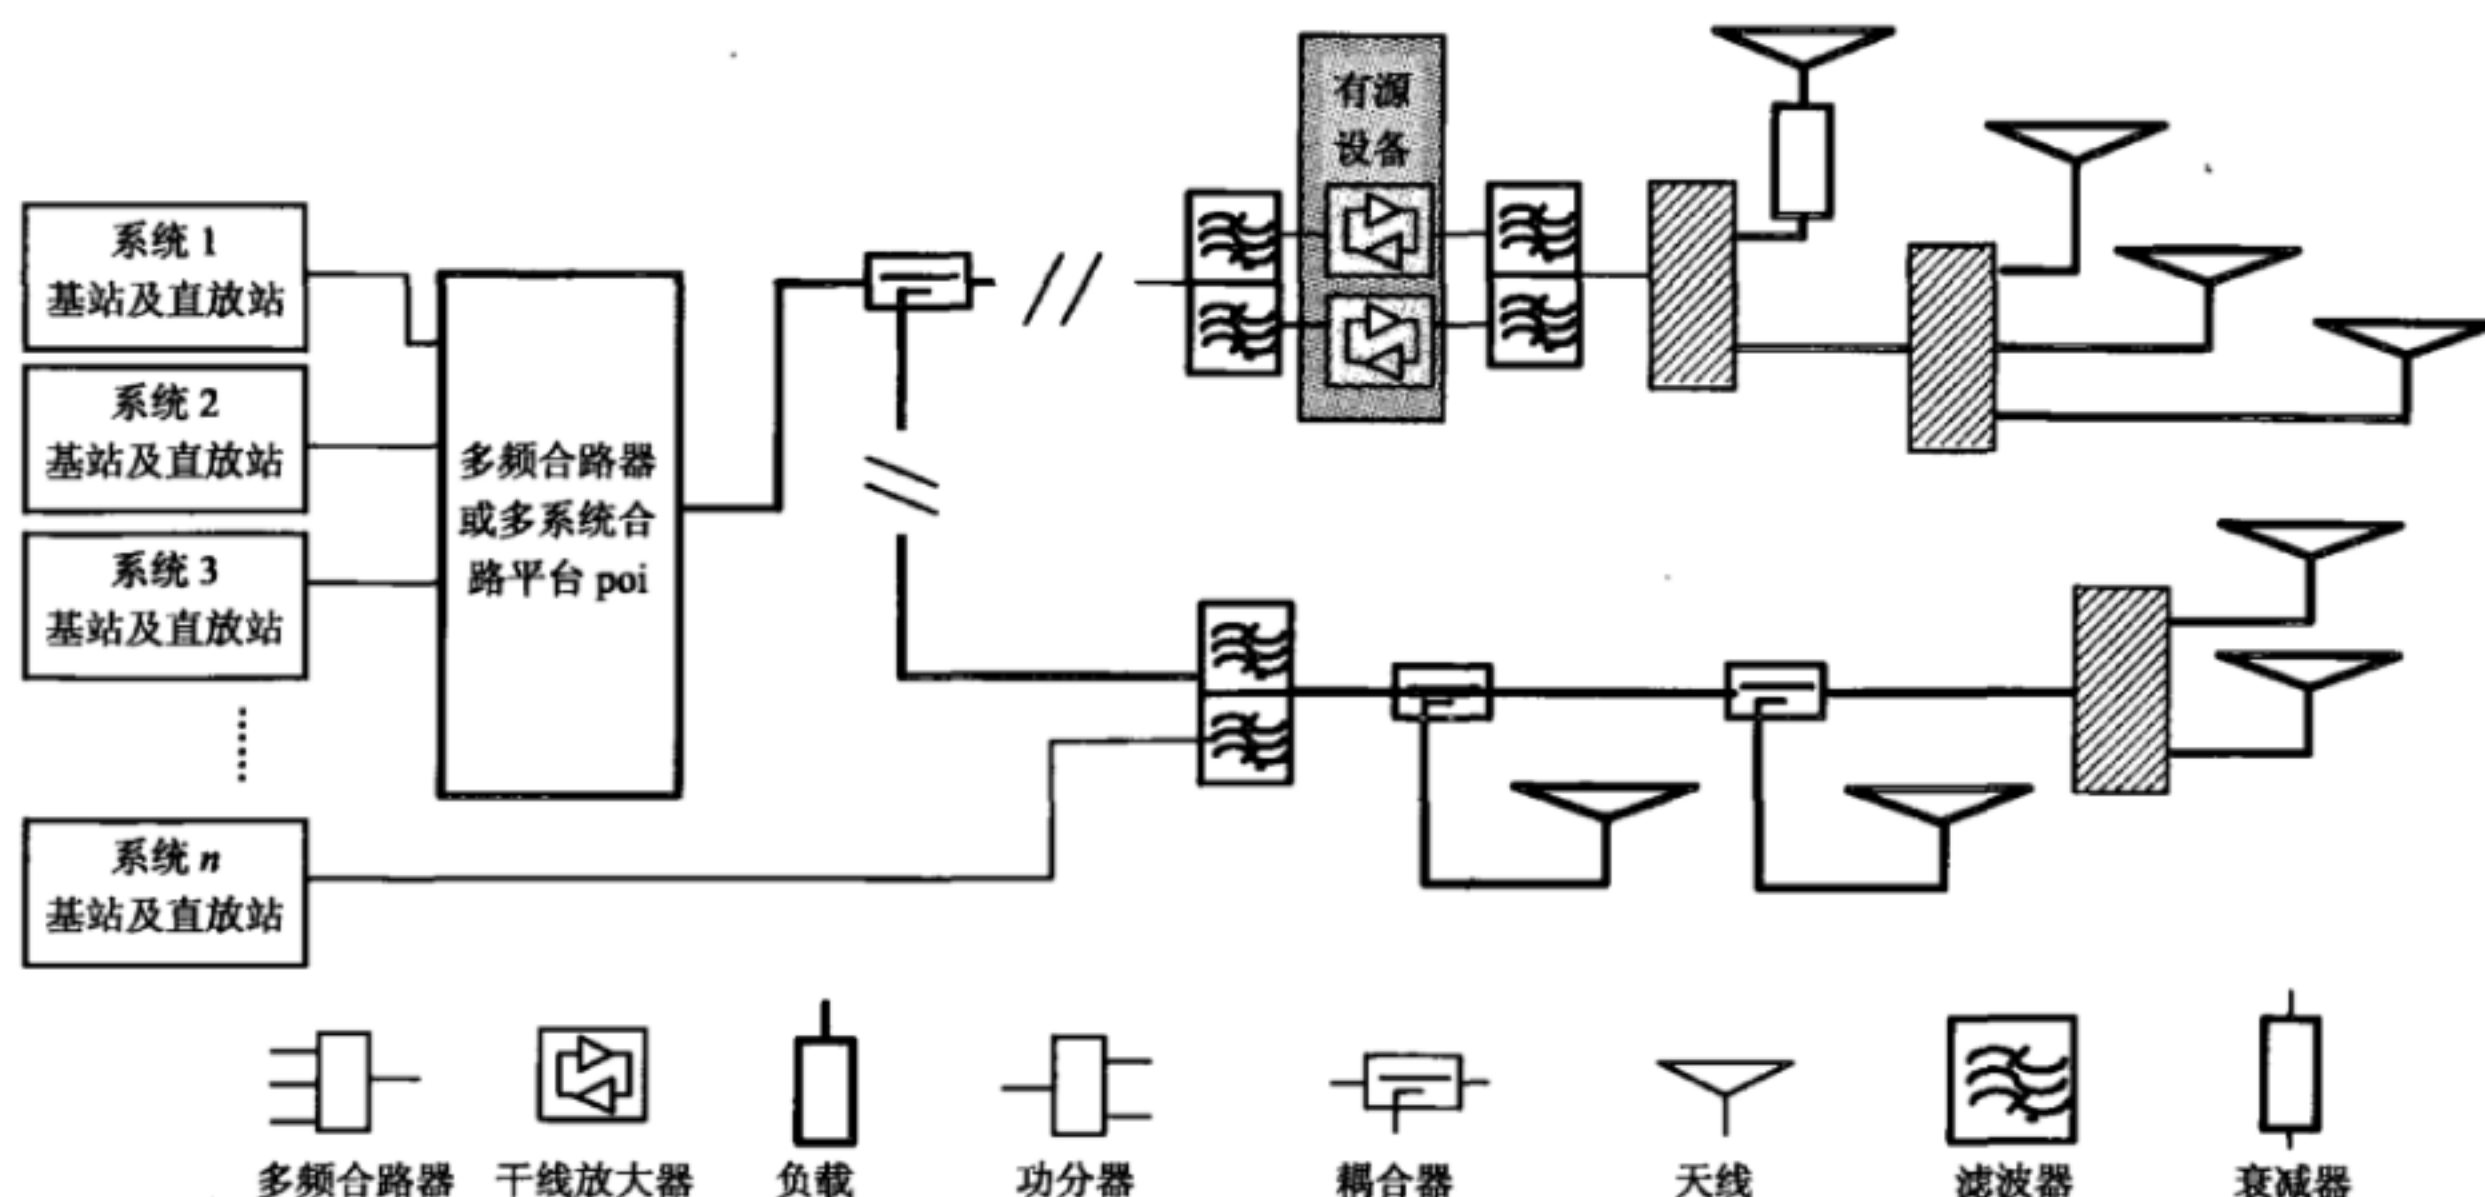 有源
设备
系统 1
基站及直放站
系统 2
基站及直放站
系统 3
基站及直放站
……
系统 n
基站及直放站
多频合路器
或多系统合
路平台 poi
多频合路器
干线放大器
负载
功分器
耦合器
天线
滤波器
衰减器